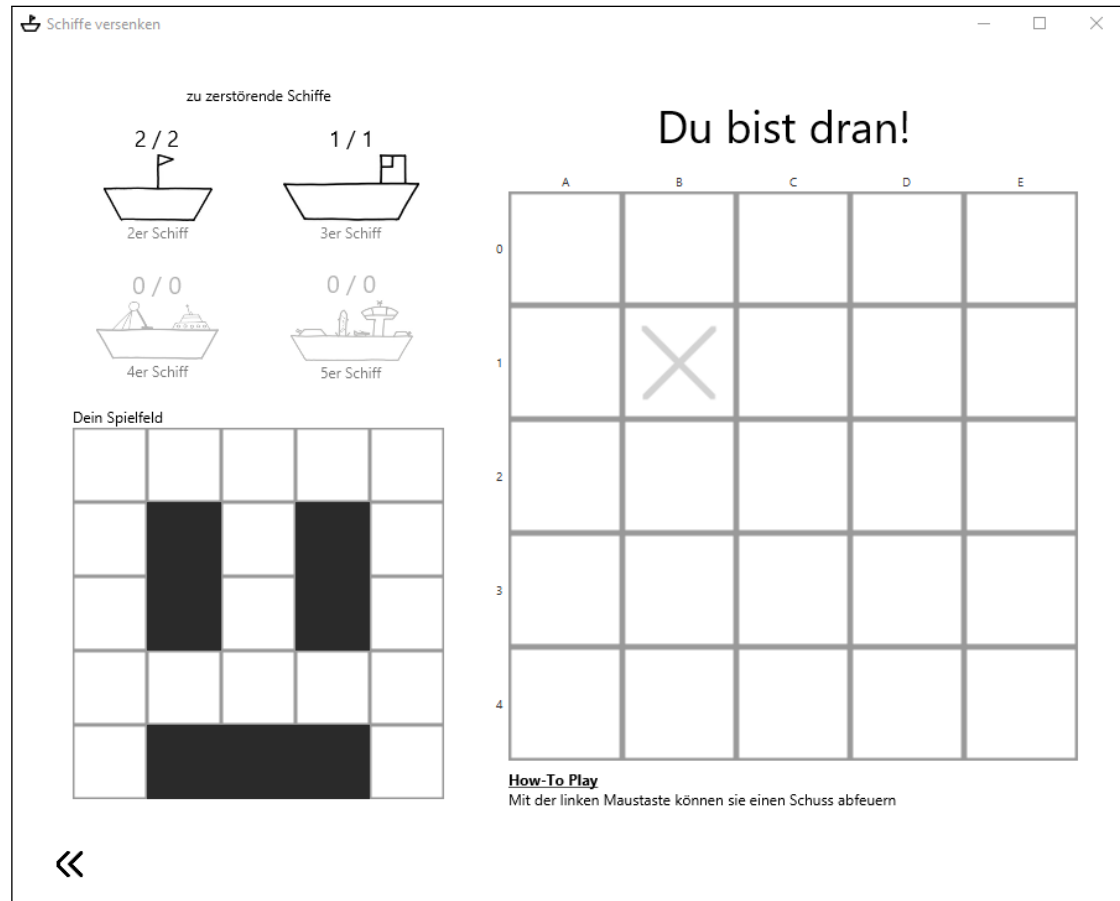 Schiffe versenken
zu zerstörende Schiffe
2 / 2
1 / 1
2er Schiff
3er Schiff
0 / 0
0 / 0
4er Schiff
5er Schiff
Dein Spielfeld
Du bist dran!
A B C D E
0
1
2
3
4
How-To Play
Mit der linken Maustaste können sie einen Schuss abfeuern